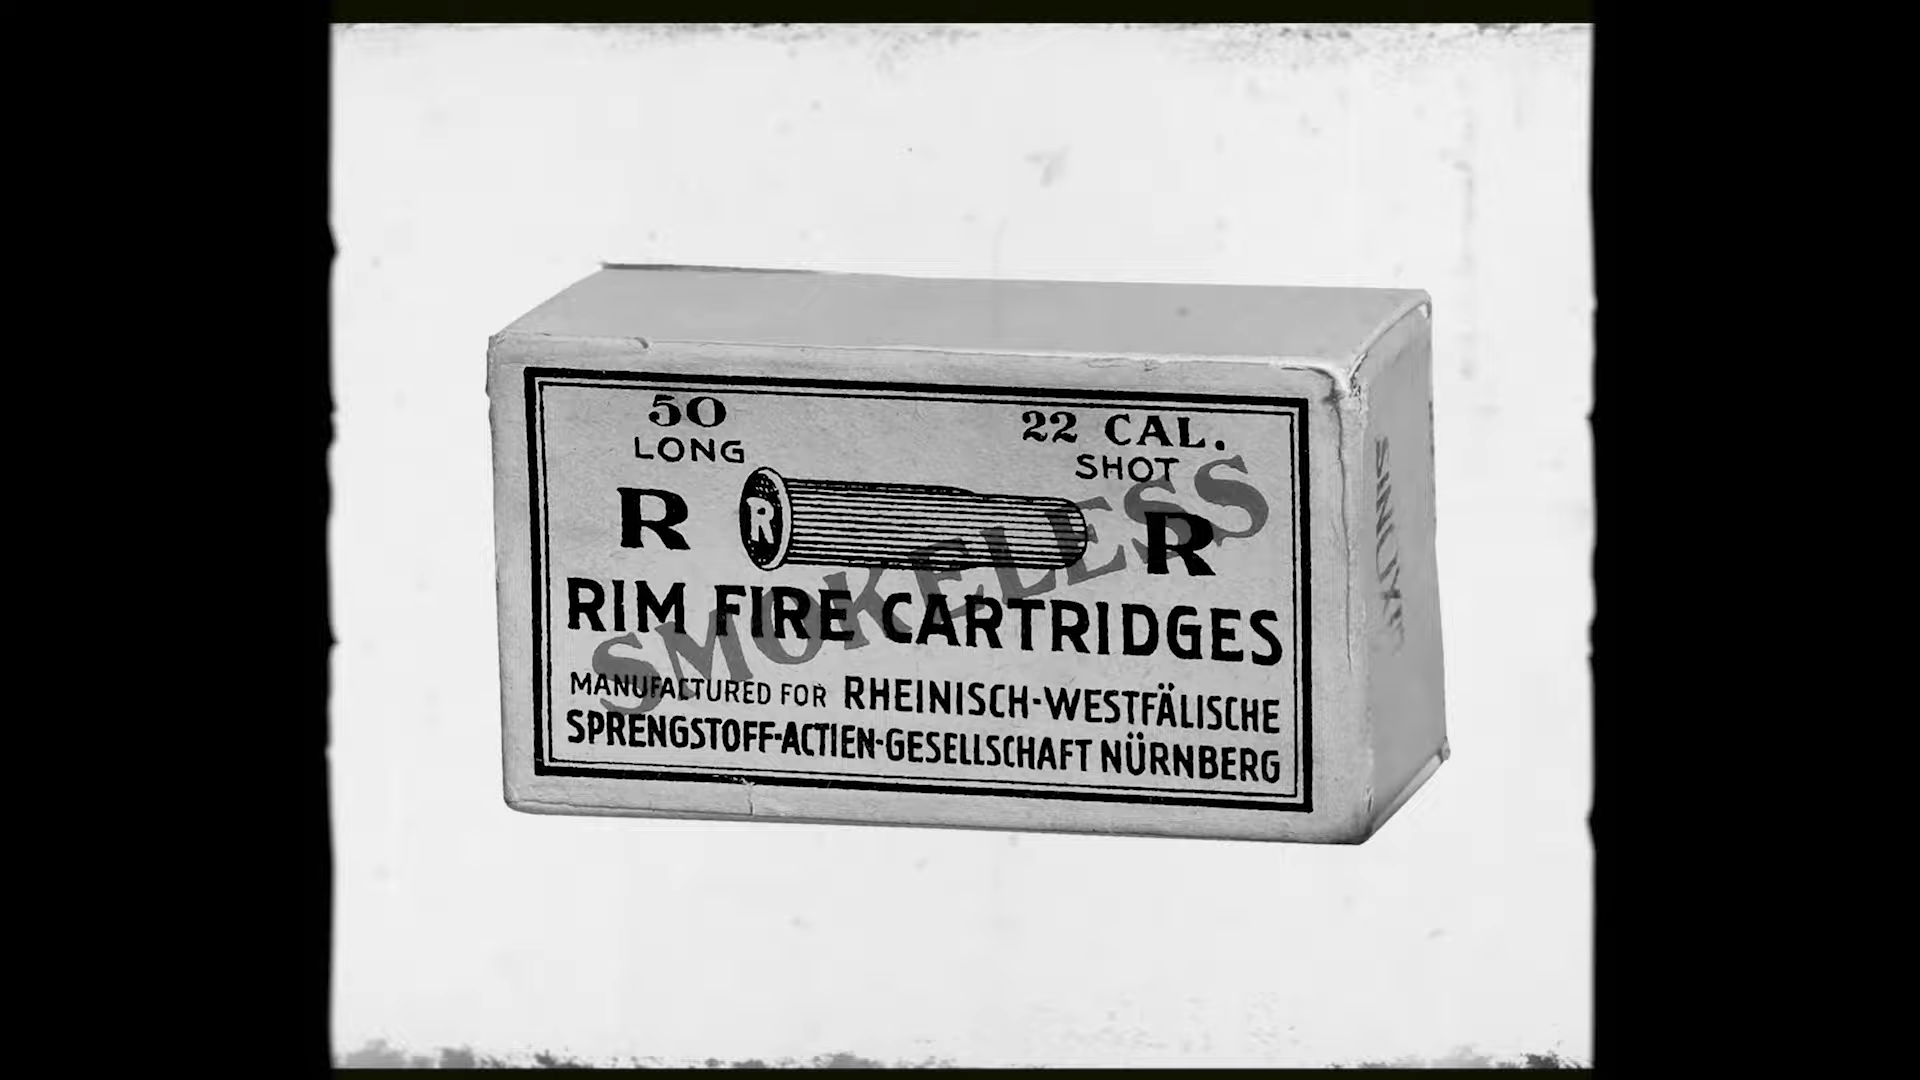 50
LONG
22 CAL.
SHOT
R
R
R
SMOKELESS
RIM FIRE CARTRIDGES
MANUFACTURED FOR RHEINISCH-WESTFÄLISCHE
SPRENGSTOFF-ACTIEN-GESELLSCHAFT NÜRNBERG